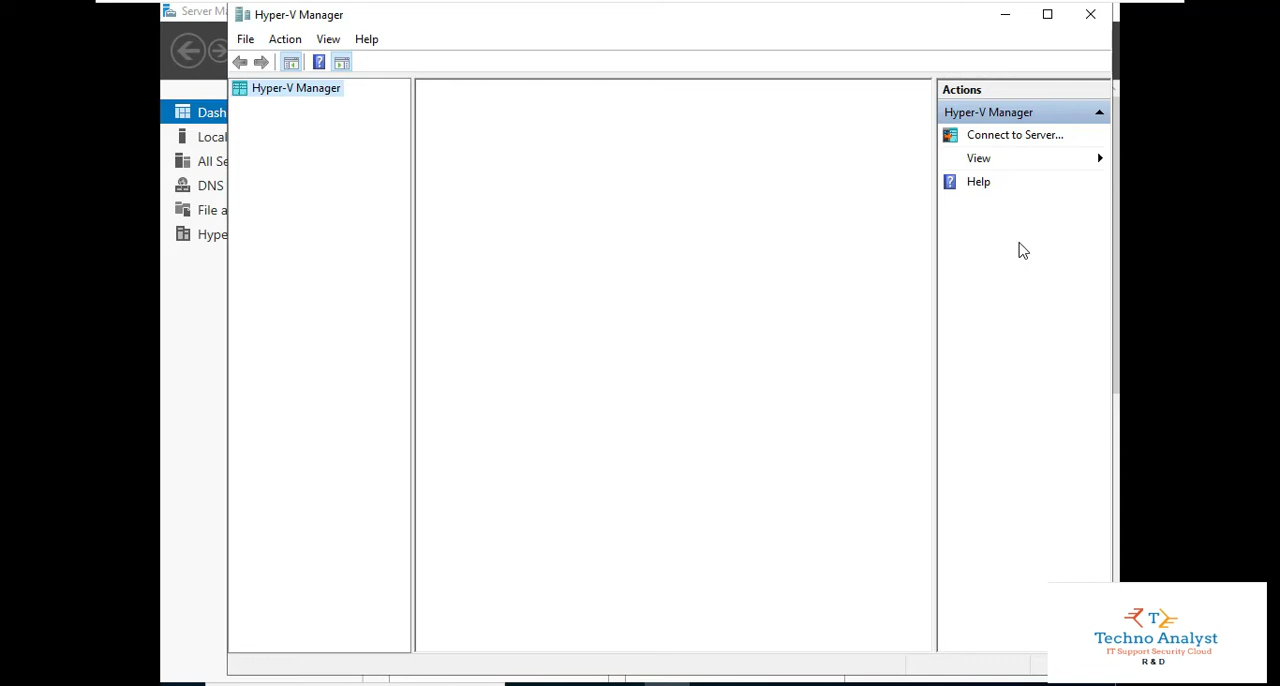 Server Ma
Hyper-V Manager
File Action View Help
Hyper-V Manager
Dash
Local
All Se
DNS
File a
Hype
Actions
Hyper-V Manager
Connect to Server...
View
Help
Techno Analyst
IT Support Security Cloud
R & D